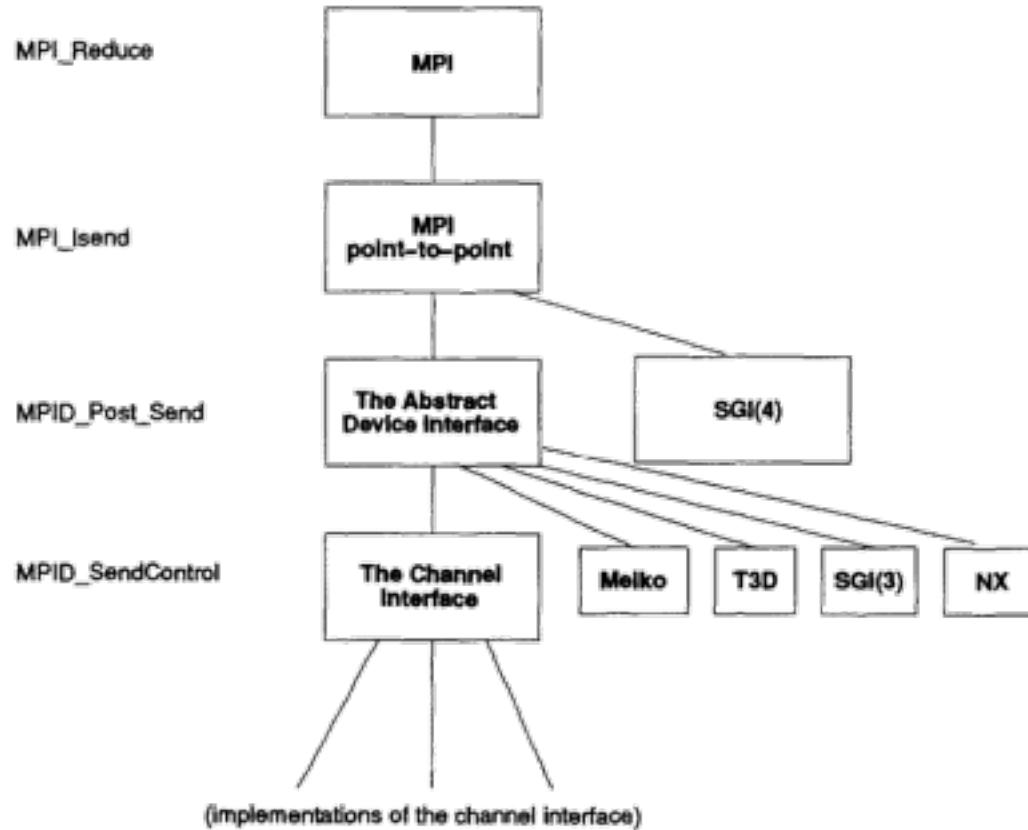 MPI_Reduce
MPI
MPI_Isend
MPI
point-to-point
MPID_Post_Send
The Abstract
Device Interface
SGI(4)
MPID_SendControl
The Channel
Interface
Meiko
T3D
SGI(3)
NX
(implementations of the channel interface)